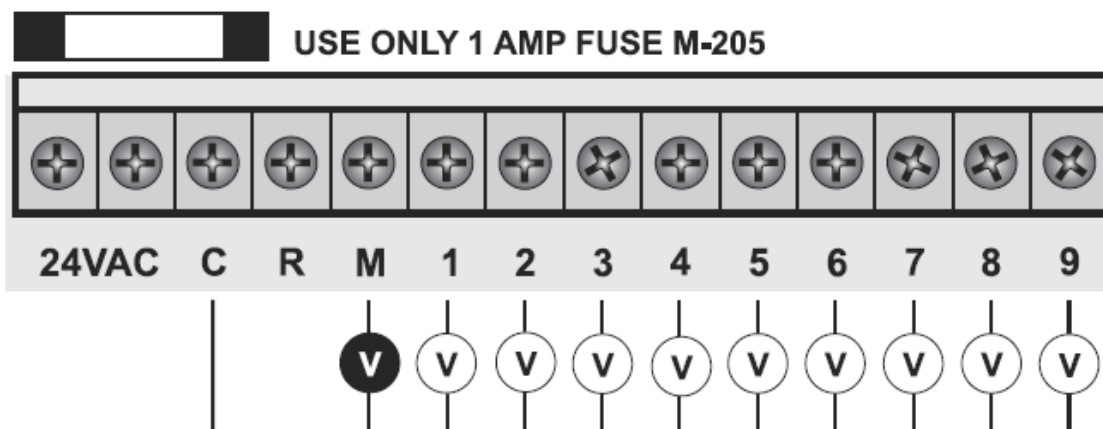 USE ONLY 1 AMP FUSE M-205
24VAC C R M 1 2 3 4 5 6 7 8 9
V V V V V V V V V V